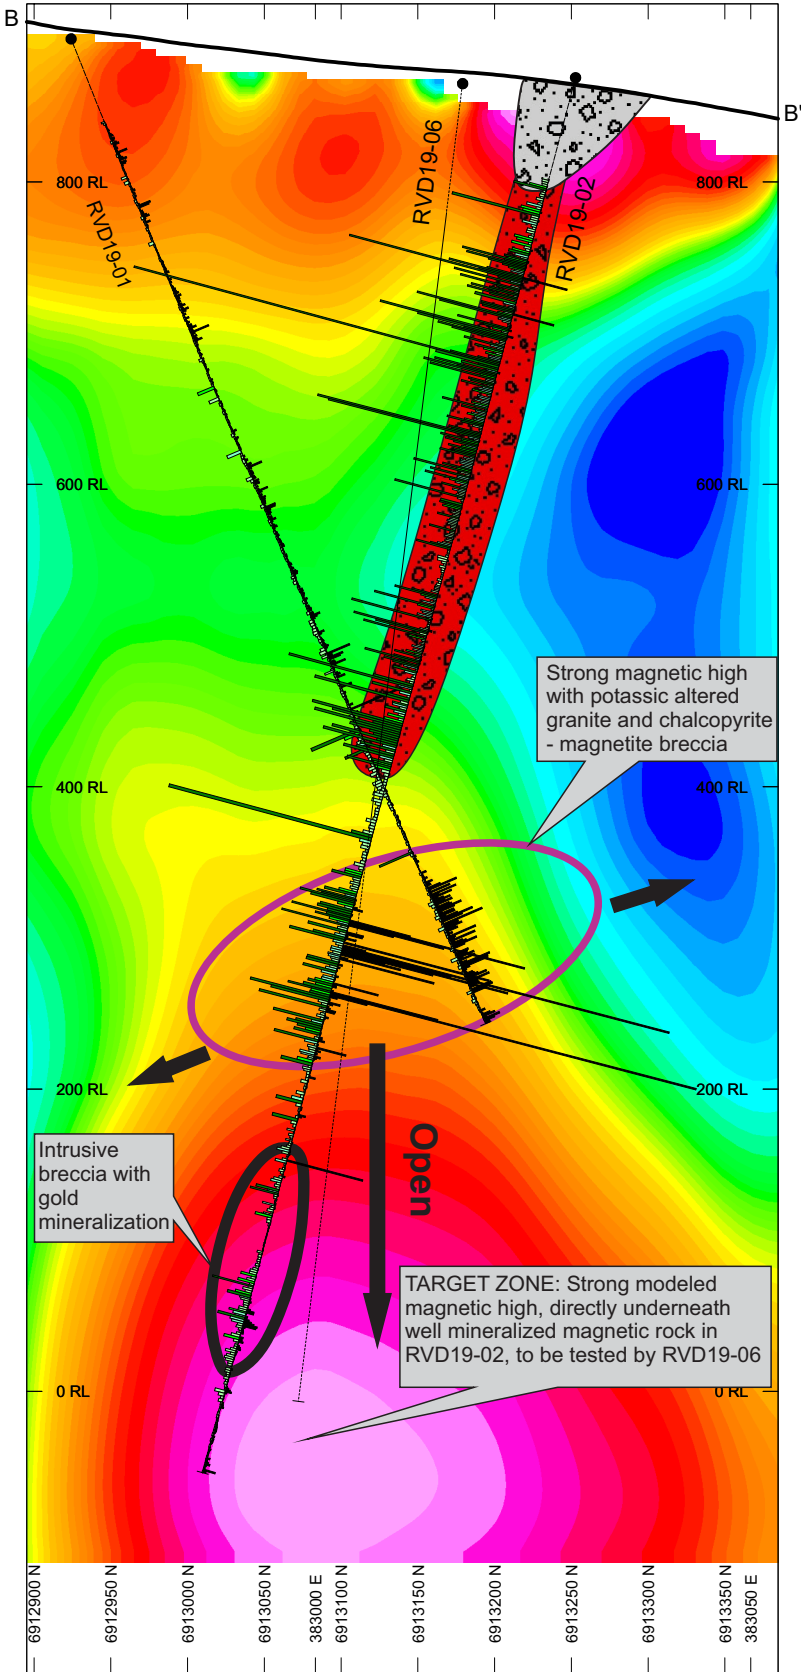 B
B'
RVD19-01
RVD19-06
RVD19-02
800 RL
800 RL
600 RL
600 RL
Strong magnetic high
with potassic altered
granite and chalcopyrite
- magnetite breccia
400 RL
400 RL
200 RL
200 RL
Open
Intrusive
breccia with
gold
mineralization
TARGET ZONE: Strong modeled
magnetic high, directly underneath
well mineralized magnetic rock in
RVD19-02, to be tested by RVD19-06
0 RL
0 RL
6912900 N
6912950 N
6913000 N
6913050 N
383000 E
6913100 N
6913150 N
6913200 N
6913250 N
6913300 N
6913350 N
383050 E